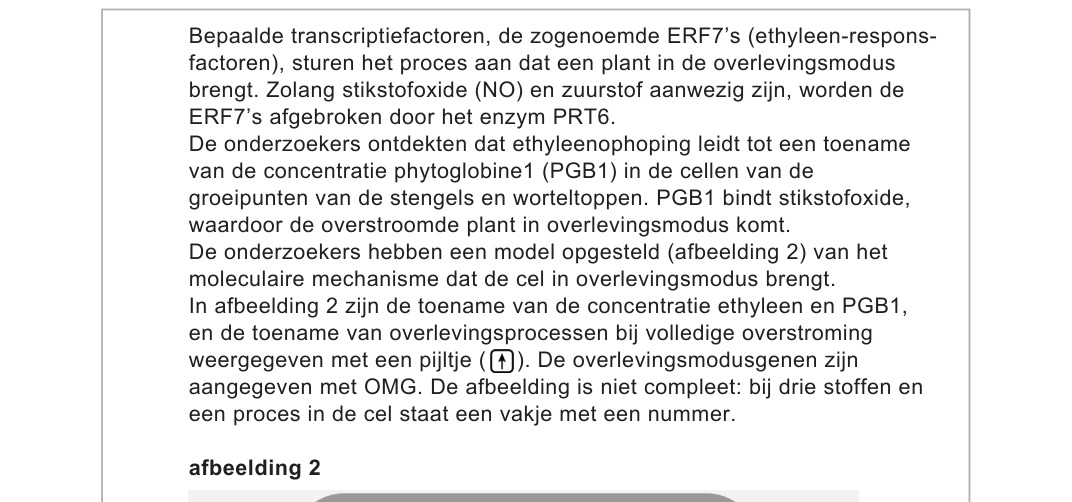 Bepaalde transcriptiefactoren, de zogenoemde ERF7’s (ethyleen-respons-
factoren), sturen het proces aan dat een plant in de overlevingsmodus
brengt. Zolang stikstofoxide (NO) en zuurstof aanwezig zijn, worden de
ERF7’s afgebroken door het enzym PRT6.
De onderzoekers ontdekten dat ethyleenophoping leidt tot een toename
van de concentratie phytoglobine1 (PGB1) in de cellen van de
groeipunten van de stengels en worteltoppen. PGB1 bindt stikstofoxide,
waardoor de overstroomde plant in overlevingsmodus komt.
De onderzoekers hebben een model opgesteld (afbeelding 2) van het
moleculaire mechanisme dat de cel in overlevingsmodus brengt.
In afbeelding 2 zijn de toename van de concentratie ethyleen en PGB1,
en de toename van overlevingsprocessen bij volledige overstroming
weergegeven met een pijltje (↑). De overlevingsmodusgenen zijn
aangegeven met OMG. De afbeelding is niet compleet: bij drie stoffen en
een proces in de cel staat een vakje met een nummer.
afbeelding 2